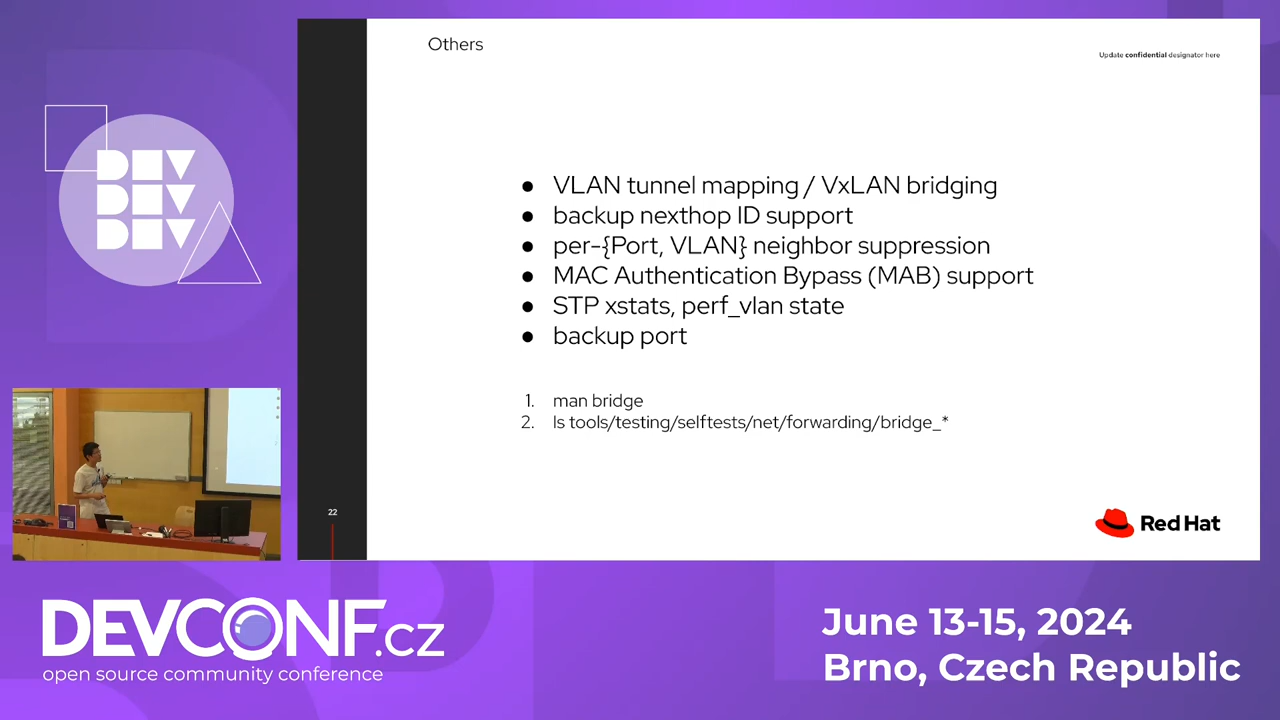 Others
Update confidential designator here
DEV
DEV
DEV
● VLAN tunnel mapping / VxLAN bridging
● backup nexthop ID support
● per-{Port, VLAN} neighbor suppression
● MAC Authentication Bypass (MAB) support
● STP xstats, perf_vlan state
● backup port
1. man bridge
2. ls tools/testing/selftests/net/forwarding/bridge_*
22
Red Hat
DEVCONF.cz
open source community conference
June 13-15, 2024
Brno, Czech Republic